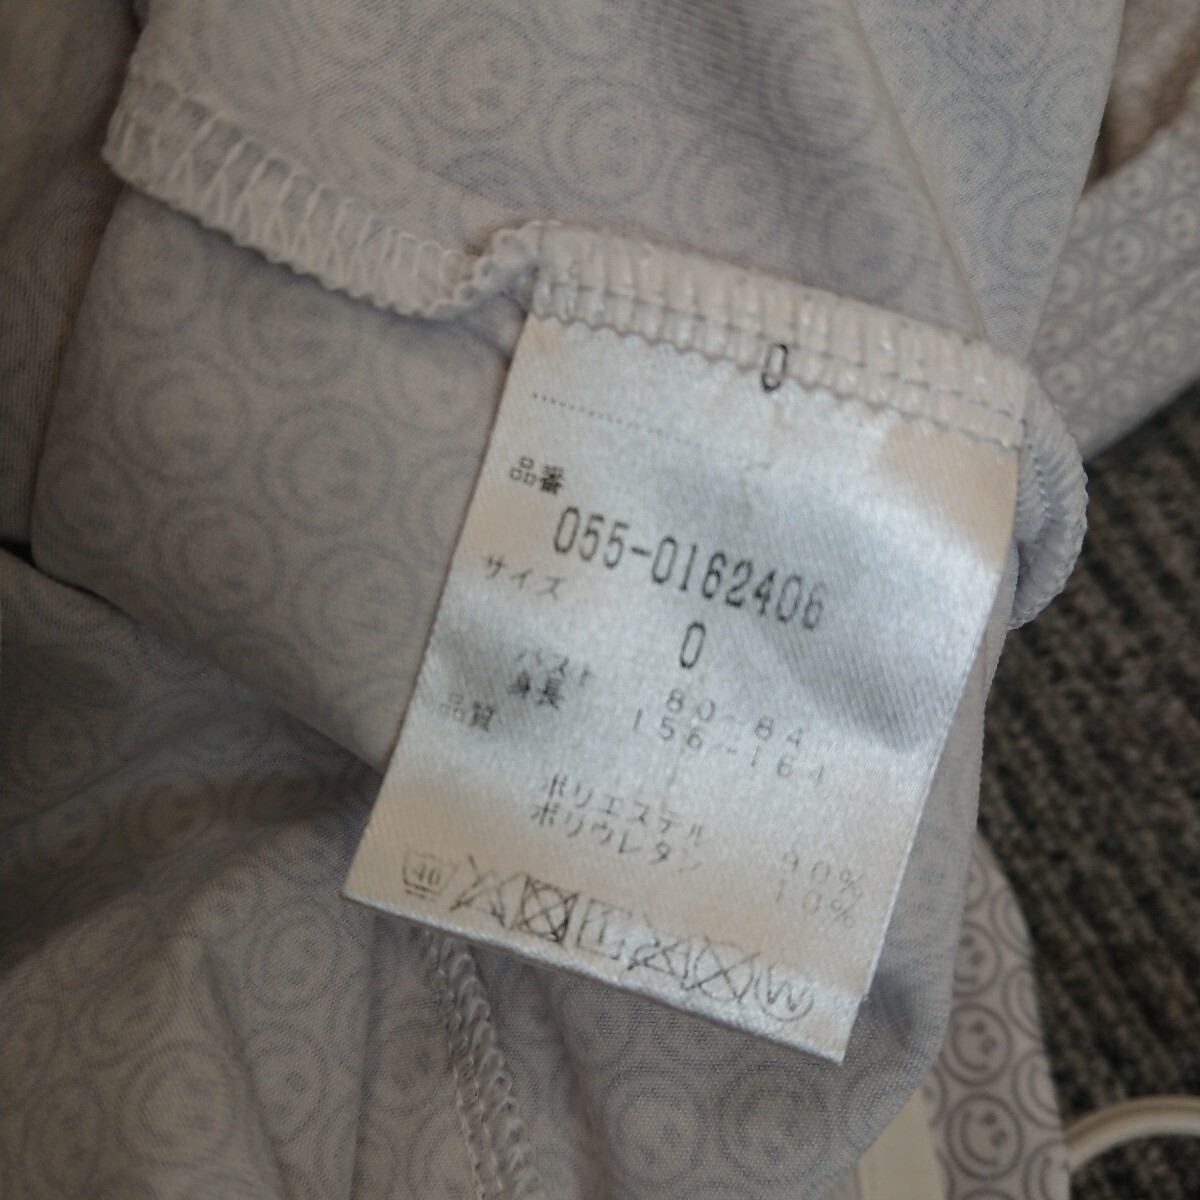 0
品番
055-0162406
サイズ
0
バスト 80~84
身長 156~164
品質
ポリエステル 90%
ポリウレタン 10%
40
W